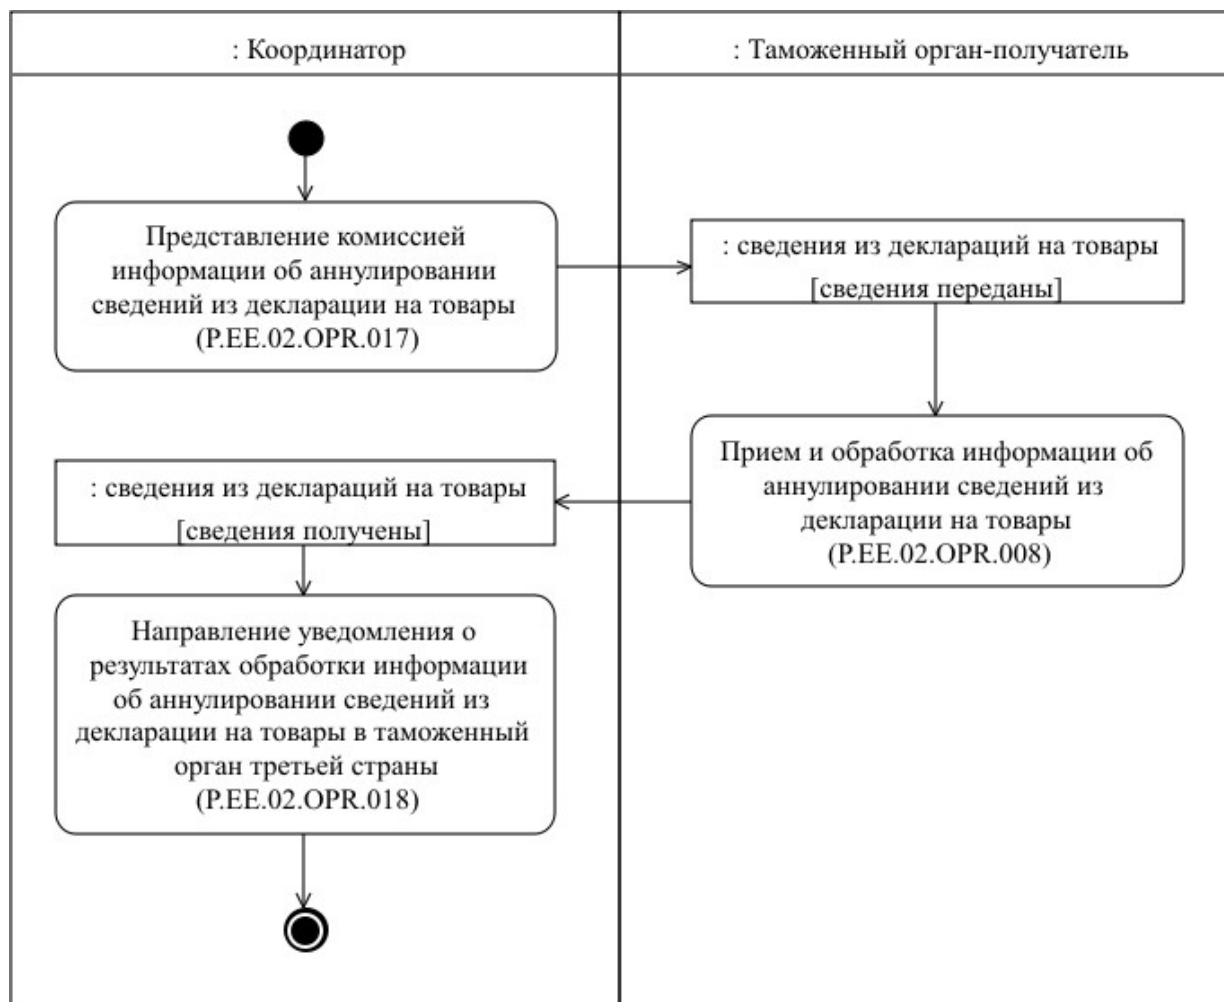 : Координатор
: Таможенный орган-получатель
Представление комиссией
информации об аннулировании
сведений из декларации на товары
(P.EE.02.OPR.017)
: сведения из деклараций на товары
[сведения переданы]
Прием и обработка информации об
аннулировании сведений из
декларации на товары
(P.EE.02.OPR.008)
: сведения из деклараций на товары
[сведения получены]
Направление уведомления о
результатах обработки информации
об аннулировании сведений из
декларации на товары в таможенный
орган третьей страны
(P.EE.02.OPR.018)